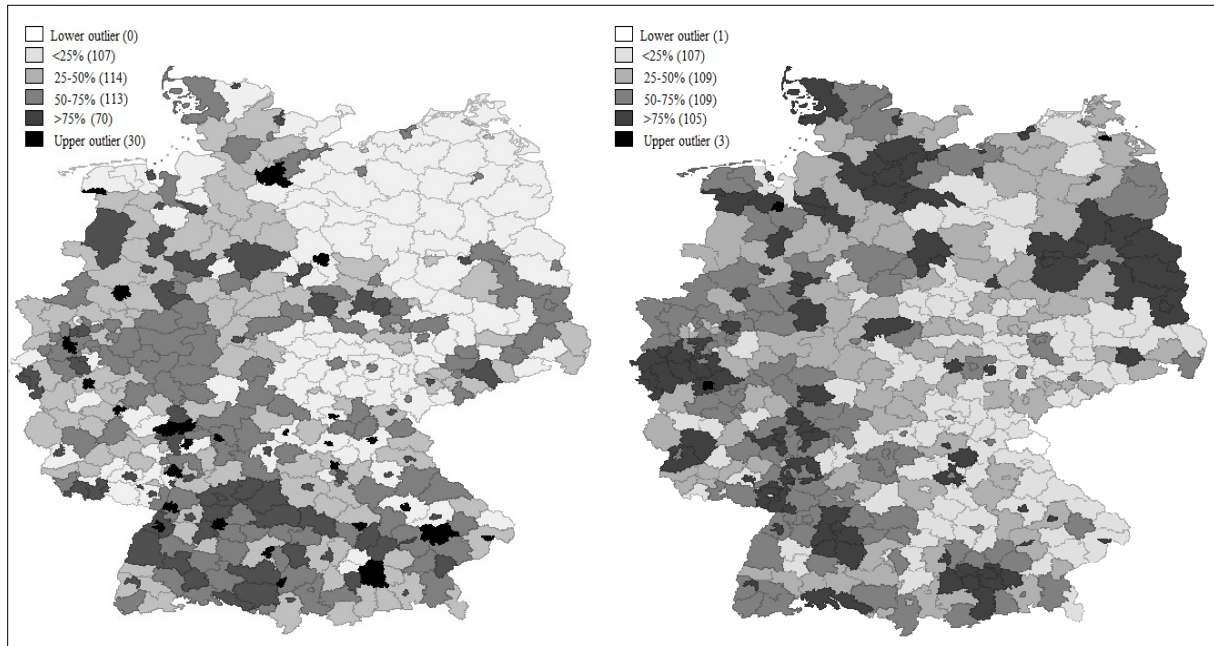 Lower outlier (0)
<25% (107)
25-50% (114)
50-75% (113)
>75% (70)
Upper outlier (30)
Lower outlier (1)
<25% (107)
25-50% (109)
50-75% (109)
>75% (105)
Upper outlier (3)